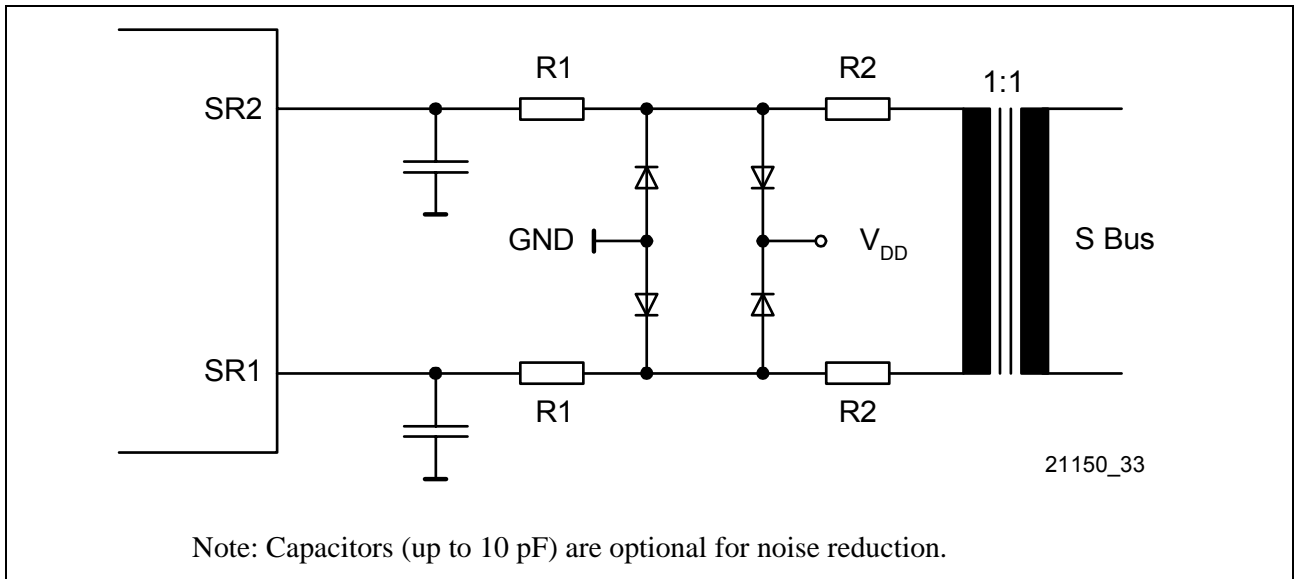 R1
R2
1:1
SR2
GND
VDD
S Bus
SR1
R1
R2
21150_33
Note: Capacitors (up to 10 pF) are optional for noise reduction.